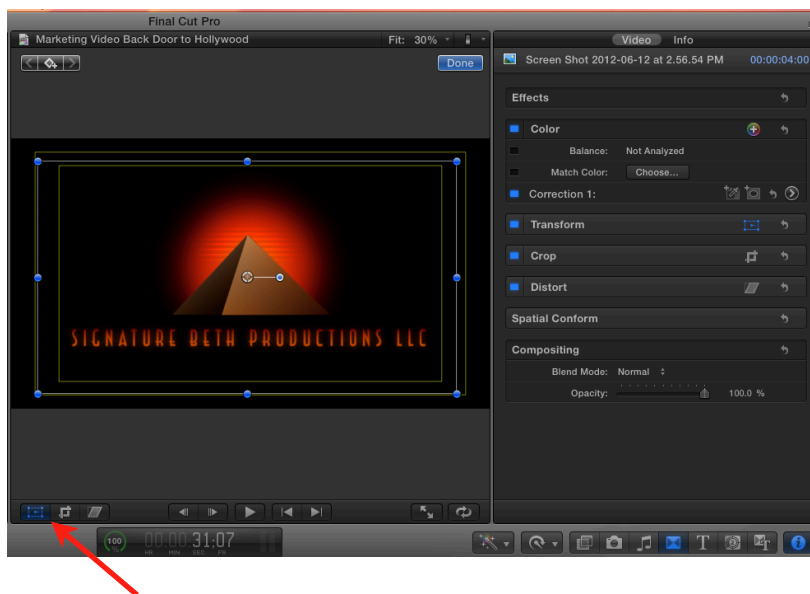 Final Cut Pro
Marketing Video Back Door to Hollywood Fit: 30%
Done
SIGNATURE BETH PRODUCTIONS LLC
100
%
00:00:31:07
HR MIN SEC FR
Video Info
Screen Shot 2012-06-12 at 2.56.54 PM 00:00:04:00
Effects
Color
Balance: Not Analyzed
Match Color: Choose...
Correction 1:
Transform
Crop
Distort
Spatial Conform
Compositing
Blend Mode: Normal
Opacity: 100.0 %
T
T
i